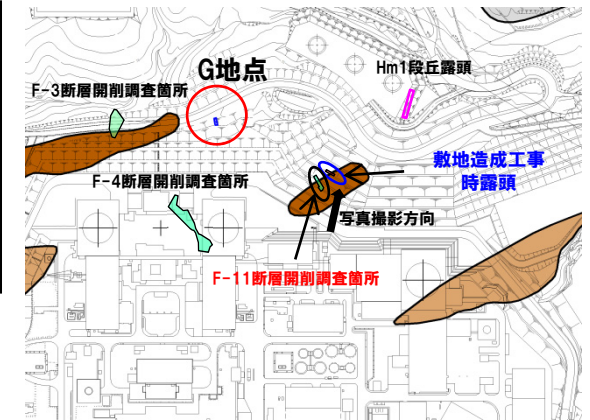 G地点
Hm1段丘露頭
F-3断層開削調査箇所
敷地造成工事
時露頭
F-4断層開削調査箇所
写真撮影方向
F-11断層開削調査箇所